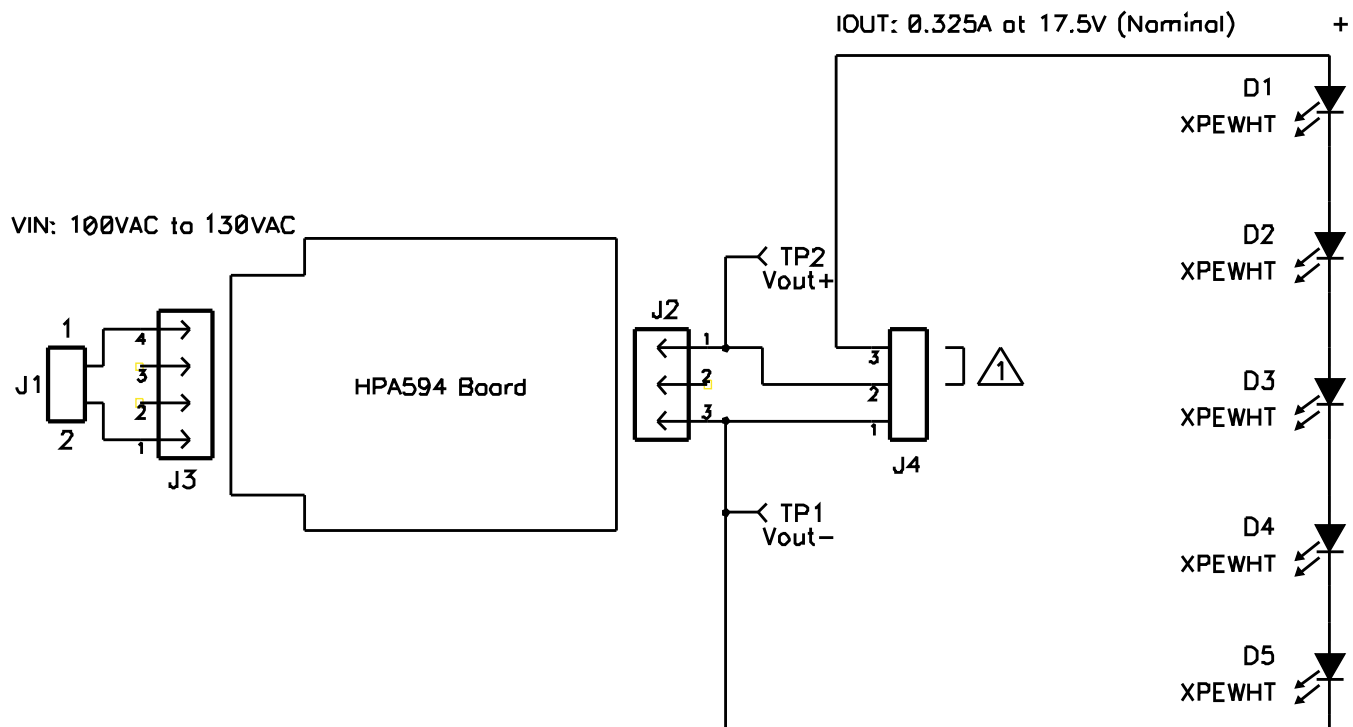 IOUT: 0.325A at 17.5V (Nominal) +
D1
XPEWHT
VIN: 100VAC to 130VAC
D2
XPEWHT
TP2
Vout+
J2
1
2
3
J1
1
2
4
3
2
1
J3
HPA594 Board
3
2
1
J4
1
D3
XPEWHT
TP1
Vout-
D4
XPEWHT
D5
XPEWHT